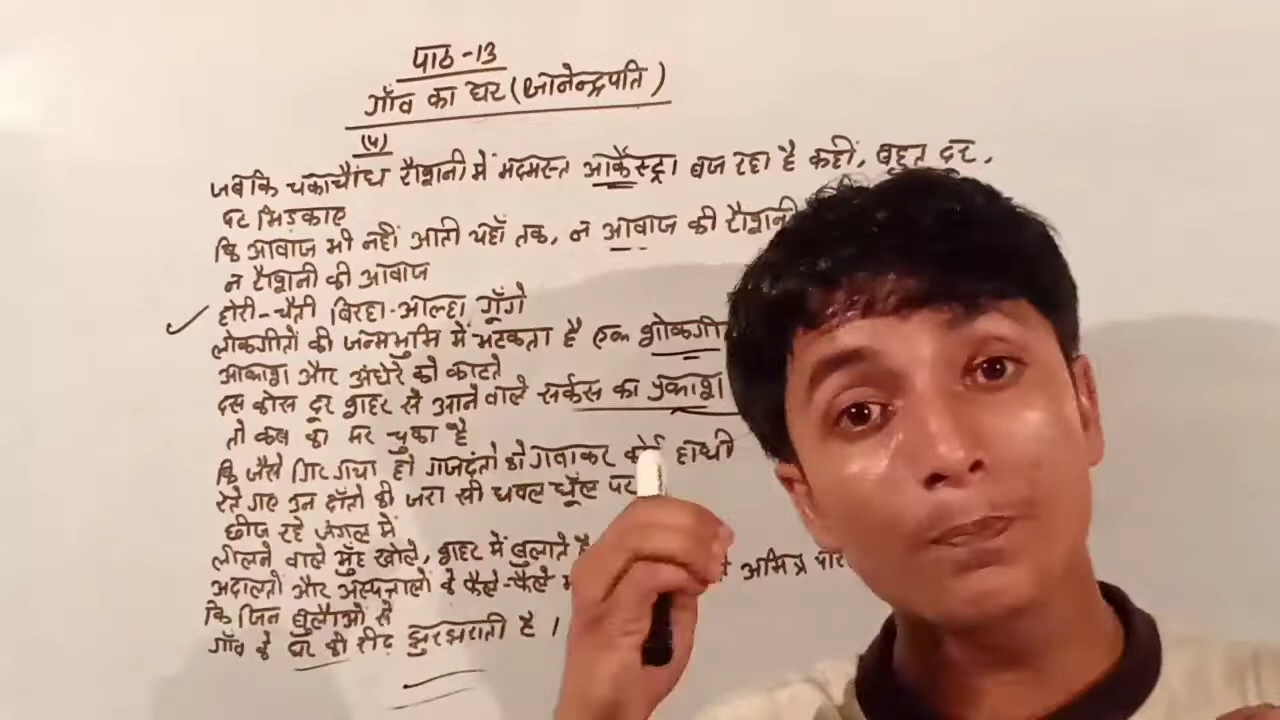 पाठ-13
गाँव का घर (ज्ञानेन्द्रपति)
(५)
जबकि चकाचौंध रौशनी में मदमस्त आर्केस्ट्रा बज रहा है कहीं, बहुत दूर,
पट भिड़काए
कि आवाज भी नहीं आती यहाँ तक, न आवाज की रौशनी
न रौशनी की आवाज
होरी-चैती बिरहा-आल्हा गूँगे
लोकगीतों की जन्मभूमि में भटकता है एक शोकगीत
आकाश और अंधेरे को काटते
दस कोस दूर शहर से आने वाले सर्कस का प्रकाश
तो कब का मर चुका है
कि जैसे गिर गया हो गजदंतो को गवाकर कोई हाथी
रेते गए उन दाँतो की जरा सी धवल धूल पर
छीज रहे जंगल में
लीलने वाले मुँह खोले, शहर में बुलाते है
अदालतो और अस्पतालों के फैले-फैले अभित्र
कि जिन बुलौओ से
गाँव के घर की रीढ़ झुरझुराती है ।